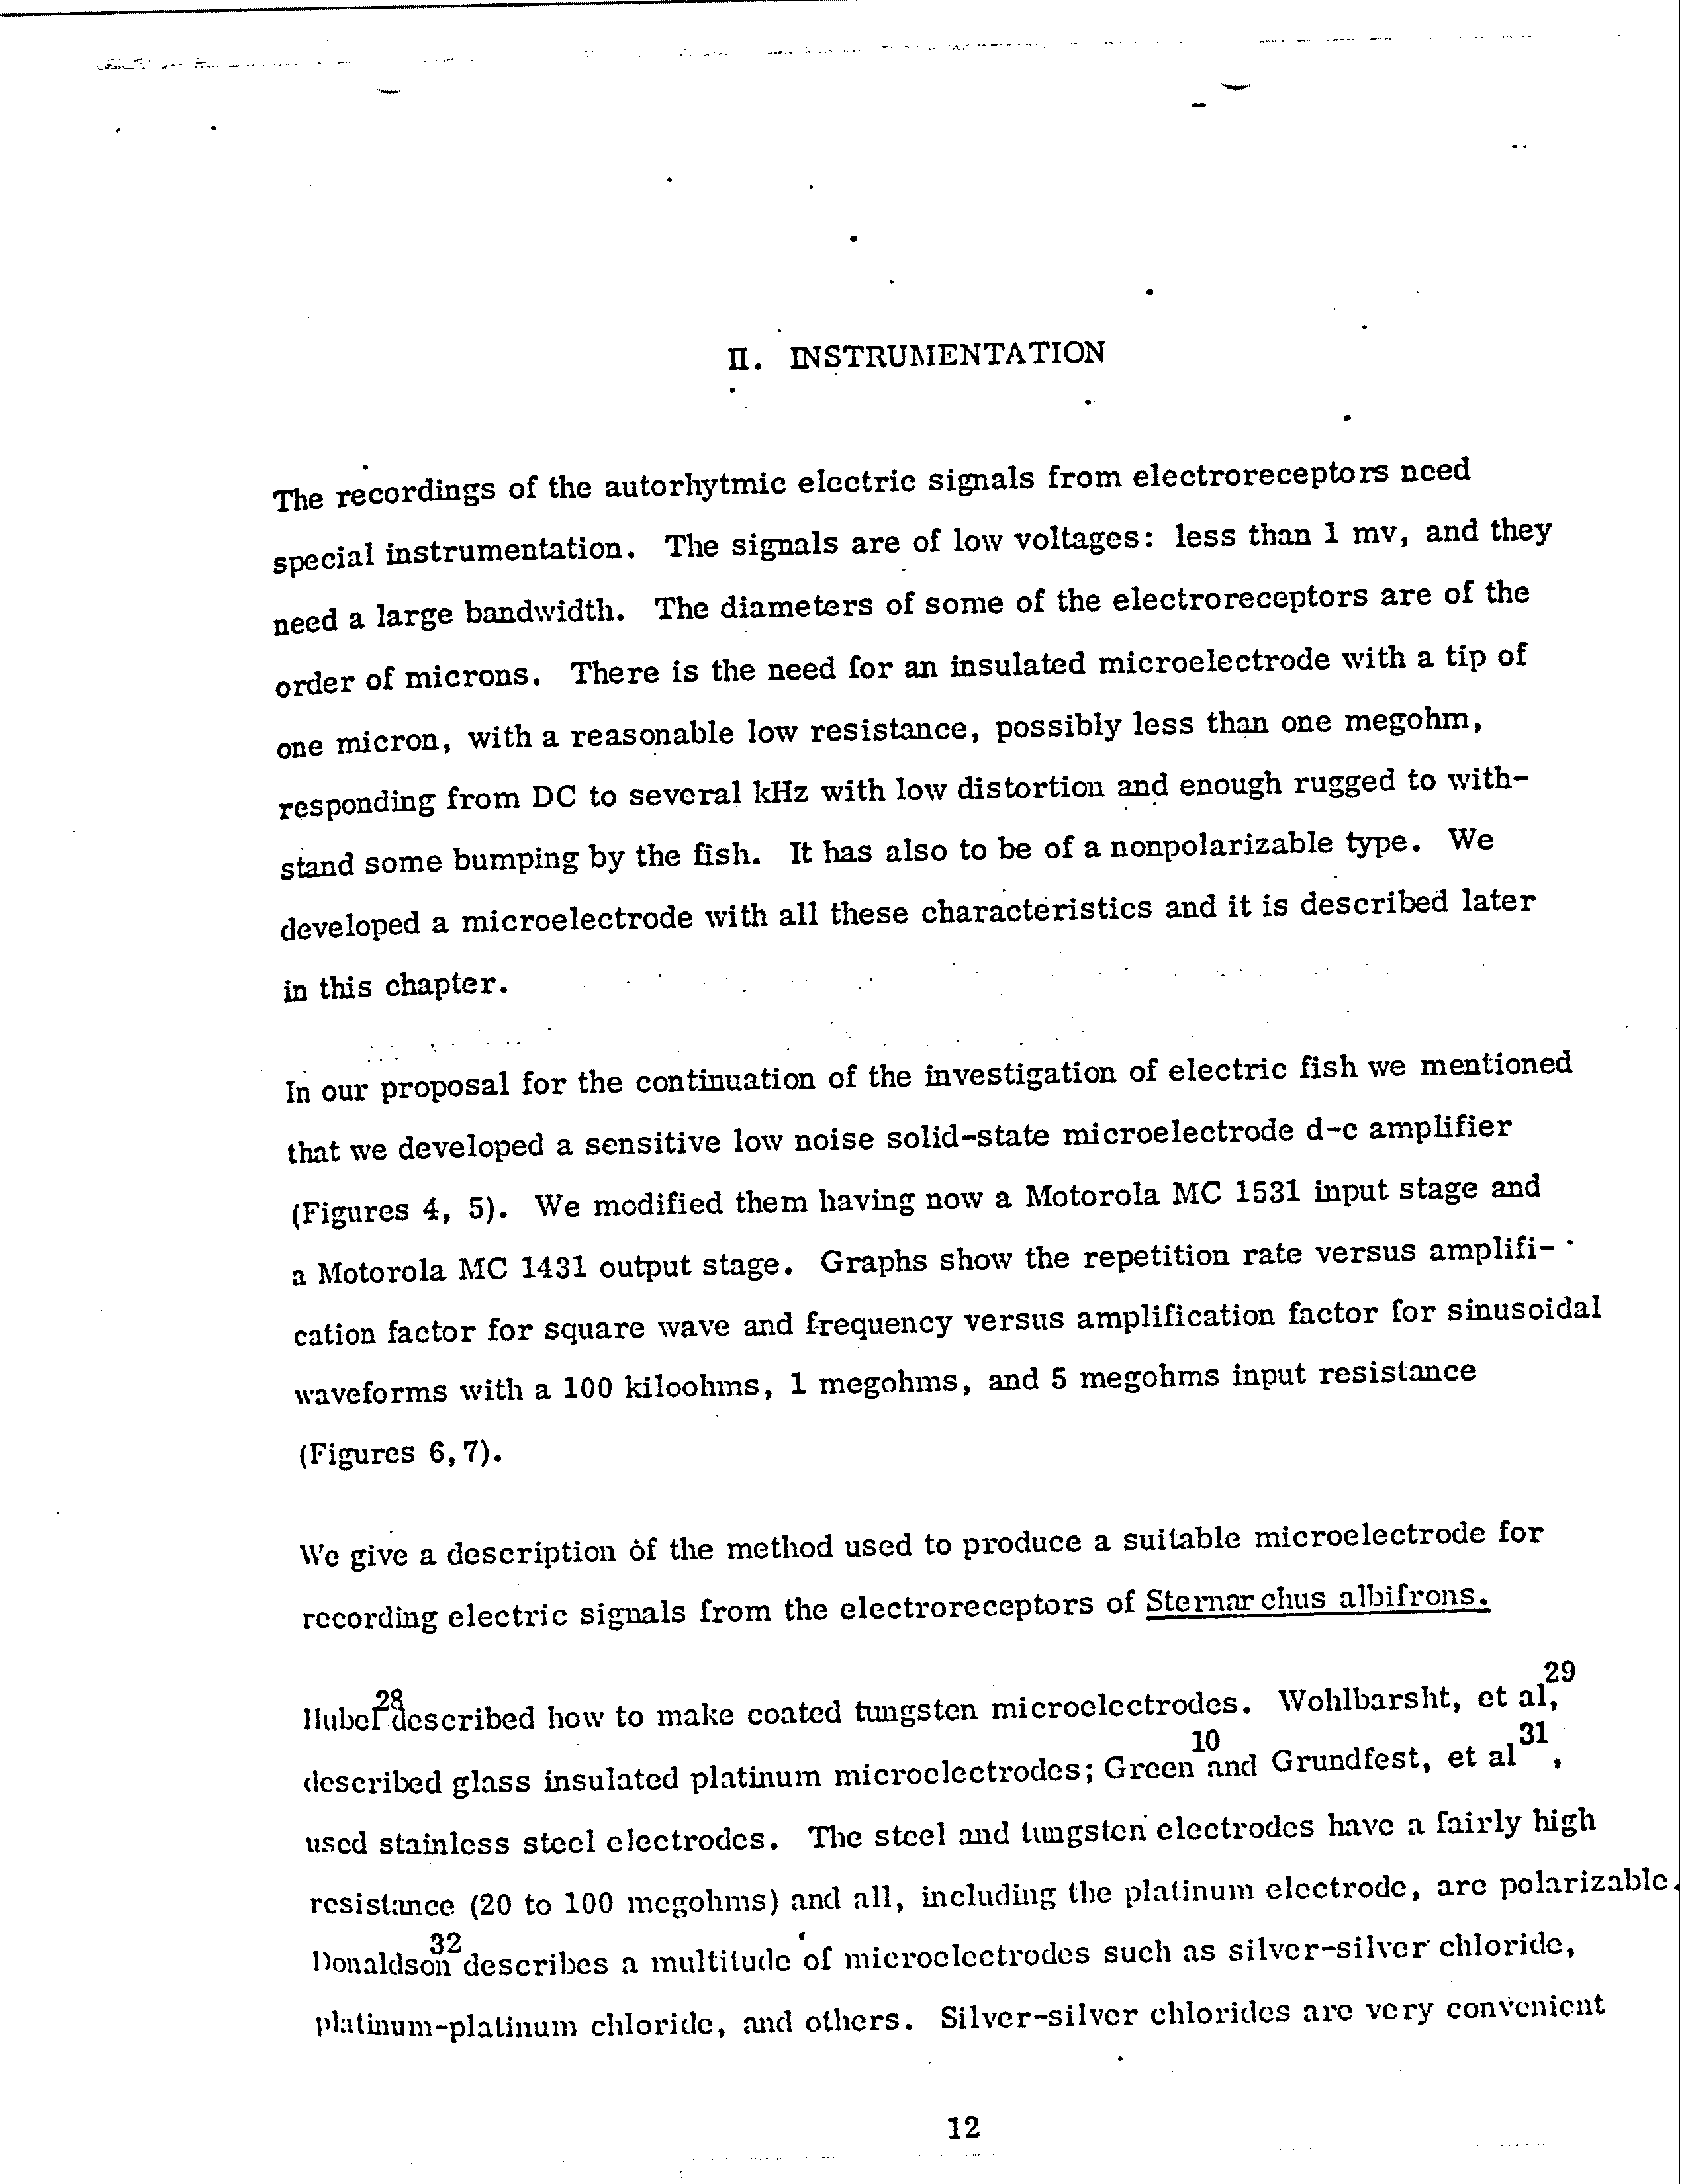 II. INSTRUMENTATION
The recordings of the autorhytmic electric signals from electroreceptors need
special instrumentation. The signals are of low voltages: less than 1 mv, and they
need a large bandwidth. The diameters of some of the electroreceptors are of the
order of microns. There is the need for an insulated microelectrode with a tip of
one micron, with a reasonable low resistance, possibly less than one megohm,
responding from DC to several kHz with low distortion and enough rugged to with-
stand some bumping by the fish. It has also to be of a nonpolarizable type. We
developed a microelectrode with all these characteristics and it is described later
in this chapter.
In our proposal for the continuation of the investigation of electric fish we mentioned
that we developed a sensitive low noise solid-state microelectrode d-c amplifier
(Figures 4, 5). We modified them having now a Motorola MC 1531 input stage and
a Motorola MC 1431 output stage. Graphs show the repetition rate versus amplifi-
cation factor for square wave and frequency versus amplification factor for sinusoidal
waveforms with a 100 kiloohms, 1 megohms, and 5 megohms input resistance
(Figures 6,7).
We give a description of the method used to produce a suitable microelectrode for
recording electric signals from the electroreceptors of Sternarchus albifrons.
Hubel 28 described how to make coated tungsten microelectrodes. Wohlbarsht, et al, 29
described glass insulated platinum microelectrodes; Green 10 and Grundfest, et al 31,
used stainless steel electrodes. The steel and tungsten electrodes have a fairly high
resistance (20 to 100 megohms) and all, including the platinum electrode, are polarizable.
Donaldson 32 describes a multitude of microelectrodes such as silver-silver chloride,
platinum-platinum chloride, and others. Silver-silver chlorides are very convenient
12